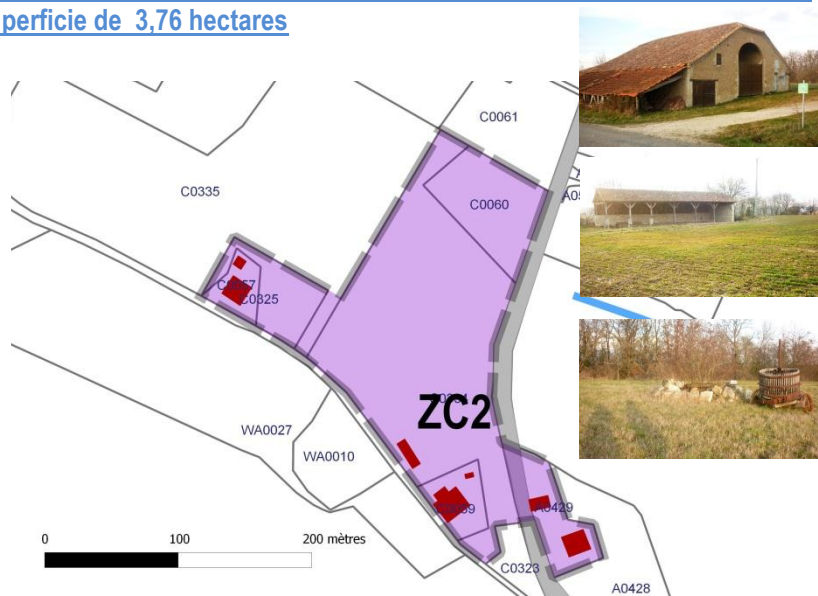 perficie de 3,76 hectares
C0061
C0335
C0060
A05
C0325
ZC2
WA0027
WA0010
A0429
0 100 200 mètres
C0323
A0428